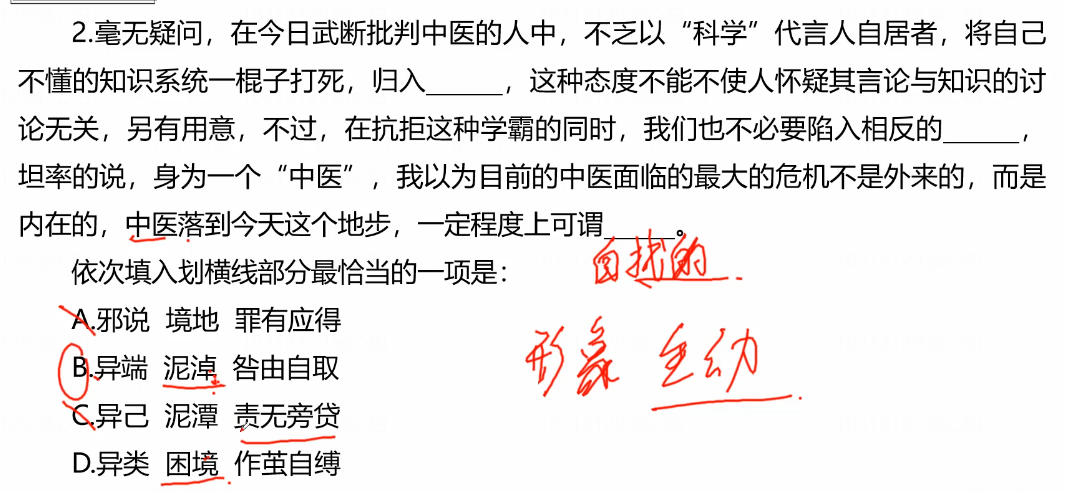 2.毫无疑问，在今日武断批判中医的人中，不乏以“科学”代言人自居者，将自己
不懂的知识系统一棍子打死，归入______，这种态度不能不使人怀疑其言论与知识的讨
论无关，另有用意，不过，在抗拒这种学霸的同时，我们也不必要陷入相反的______，
坦率的说，身为一个“中医”，我以为目前的中医面临的最大的危机不是外来的，而是
内在的，中医落到今天这个地步，一定程度上可谓______。
自找的
依次填入划横线部分最恰当的一项是：
A.邪说 境地 罪有应得
形象 主动
B.异端 泥淖 咎由自取
C.异己 泥潭 责无旁贷
D.异类 困境 作茧自缚